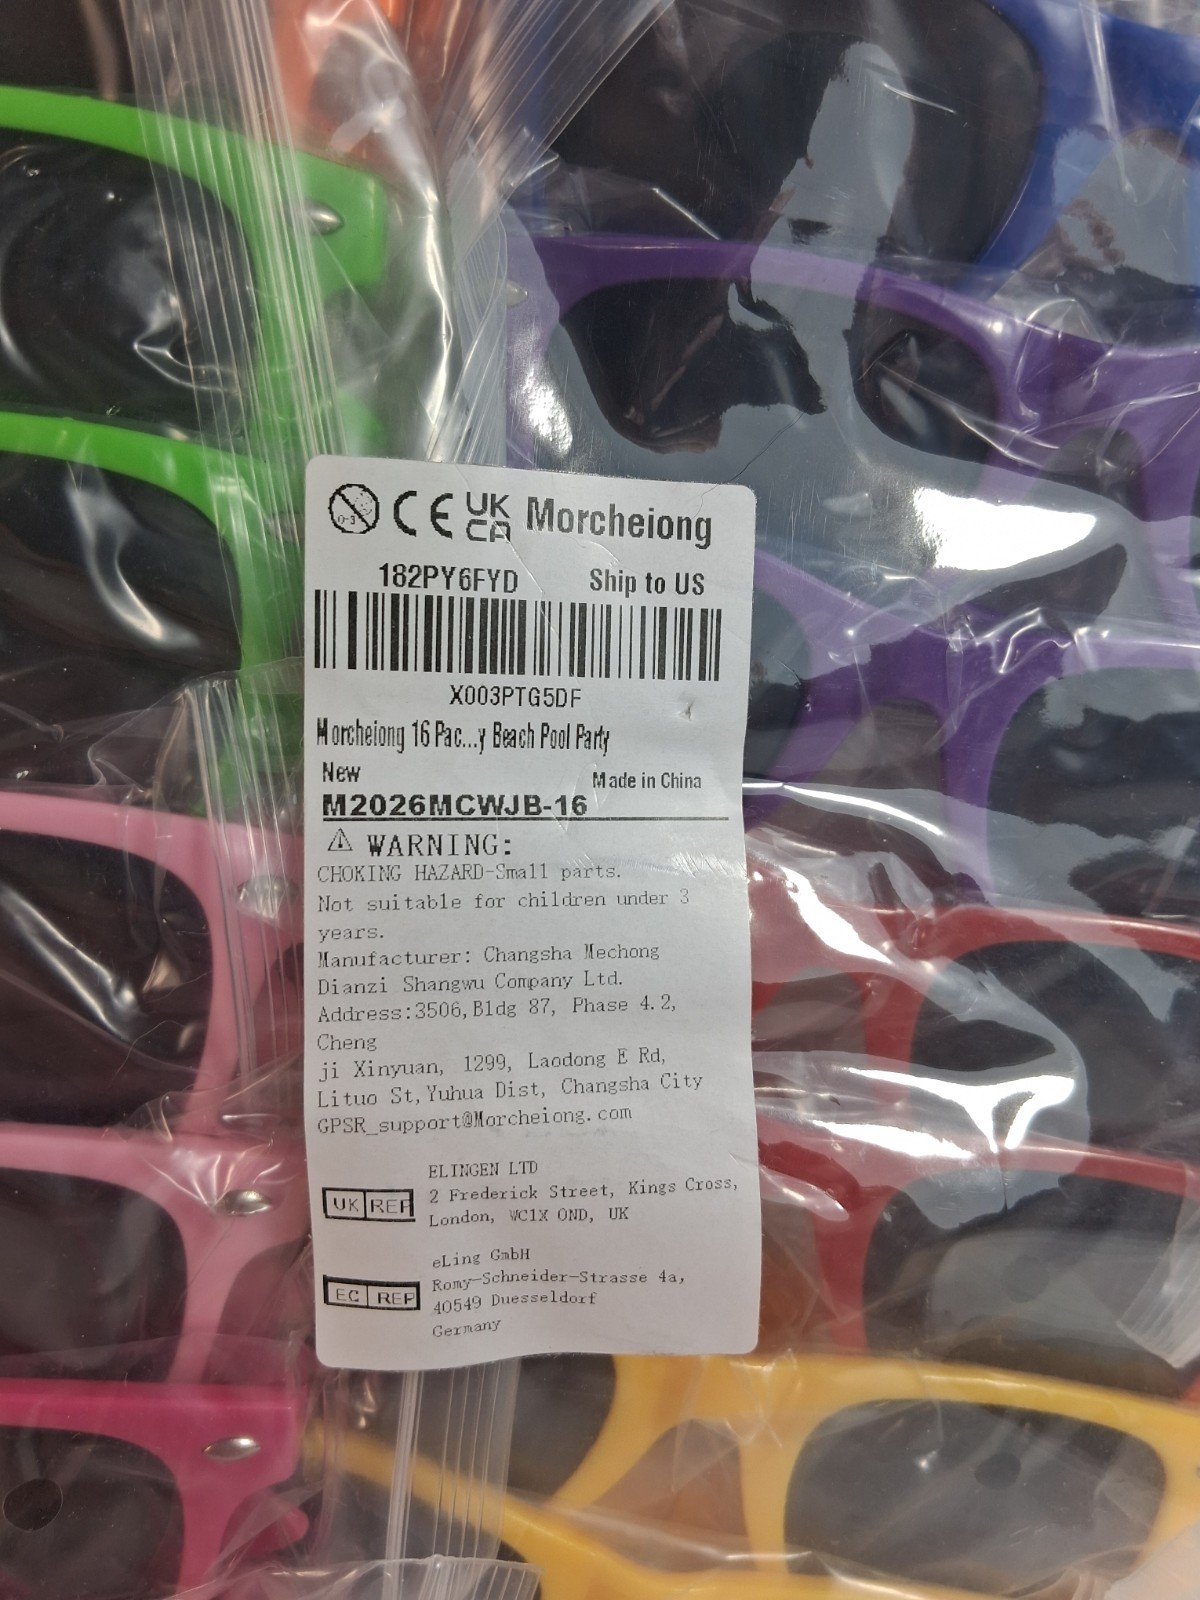 0-3
CE UK CA Morcheiong
182PY6FYD Ship to US
X003PTG5DF
Morcheiong 16 Pac...y Beach Pool Party
New Made in China
M2026MCWJB-16
⚠ WARNING:
CHOKING HAZARD-Small parts.
Not suitable for children under 3
years.
Manufacturer: Changsha Mechong
Dianzi Shangwu Company Ltd.
Address:3506,Bldg 87, Phase 4.2,
Cheng
ji Xinyuan, 1299, Laodong E Rd,
Lituo St,Yuhua Dist, Changsha City
GPSR_support@Morcheiong.com
ELINGEN LTD
UK REP 2 Frederick Street, Kings Cross,
London, WC1X 0ND, UK
eLing GmbH
EC REP Romy-Schneider-Strasse 4a,
40549 Duesseldorf
Germany